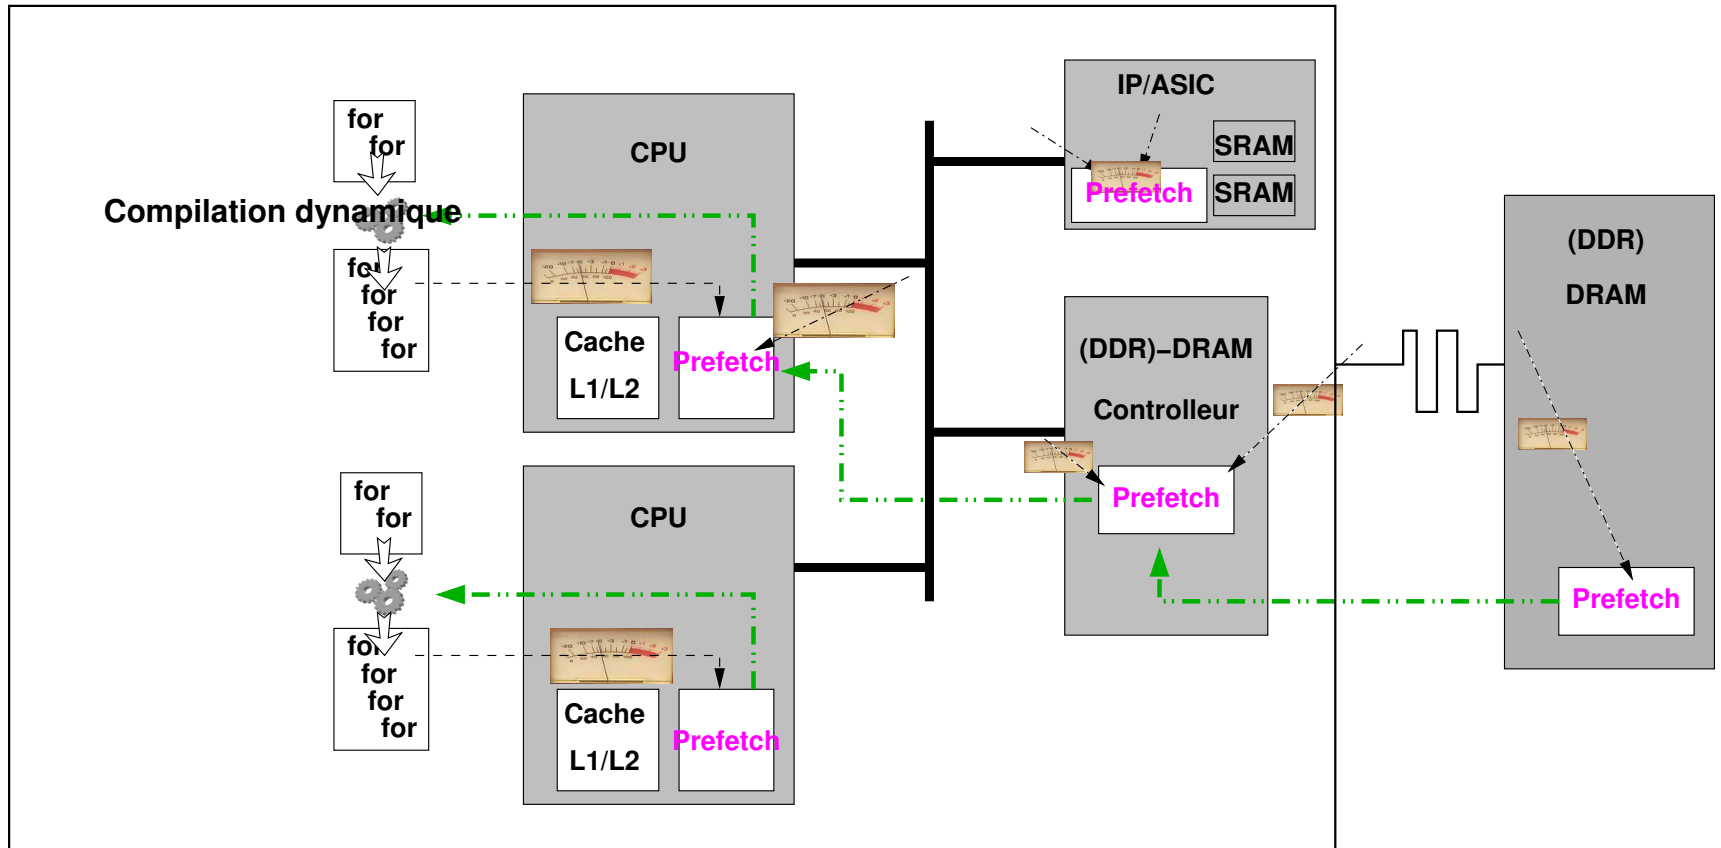 for
for
Compilation dynamique
for
for
for
for
CPU
Cache
L1/L2
Prefetch
for
for
for
for
for
for
CPU
Cache
L1/L2
Prefetch
IP/ASIC
SRAM
SRAM
Prefetch
(DDR)−DRAM
Controlleur
Prefetch
(DDR)
DRAM
Prefetch